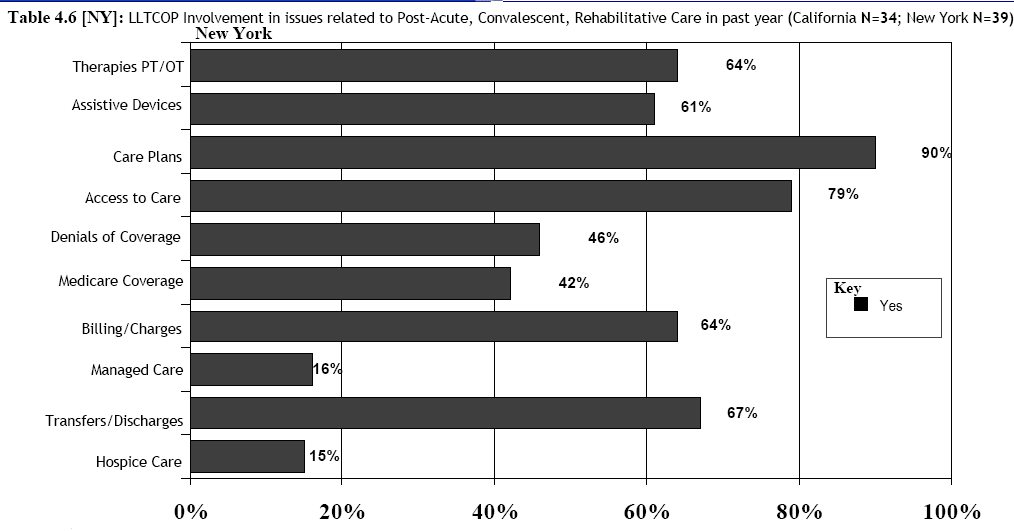 Table 4.6 [NY]: LLTCOP Involvement in issues related to Post-Acute, Convalescent, Rehabilitative Care in past year (California N=34; New York N=39)
New York
Therapies PT/OT 64%
Assistive Devices 61%
Care Plans 90%
Access to Care 79%
Denials of Coverage 46%
Medicare Coverage 42%
Key
Yes
Billing/Charges 64%
Managed Care 16%
Transfers/Discharges 67%
Hospice Care 15%
0% 20% 40% 60% 80% 100%